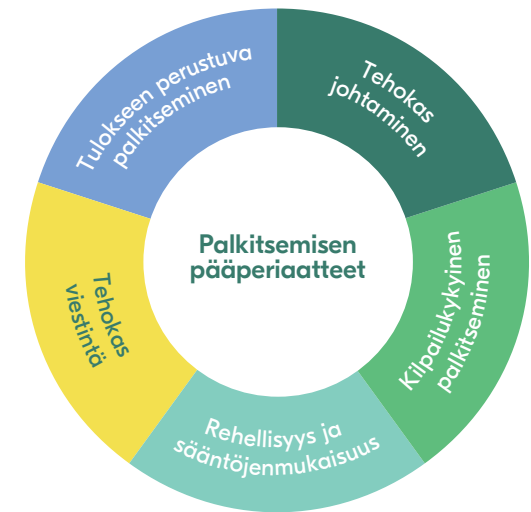 Palkitsemisen
pääperiaatteet
Tehokas
johtaminen
Kilpailukykyinen
palkitseminen
Rehellisyys ja
sääntöjenmukaisuus
Tehokas
viestintä
Tulokseen perustuva
palkitseminen